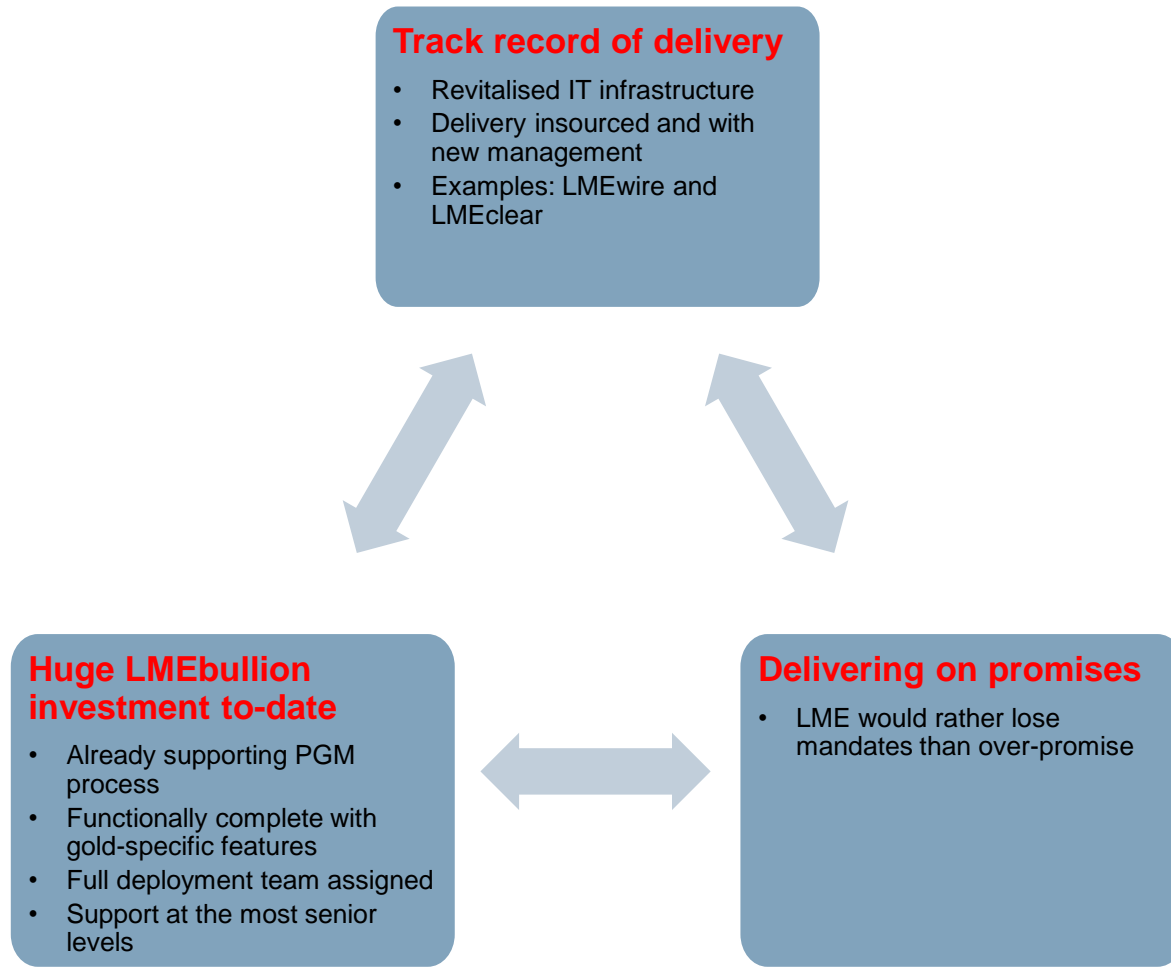 Track record of delivery
• Revitalised IT infrastructure
• Delivery insourced and with
new management
• Examples: LMEwire and
LMEclear
Huge LMEbullion
investment to-date
• Already supporting PGM
process
• Functionally complete with
gold-specific features
• Full deployment team assigned
• Support at the most senior
levels
Delivering on promises
• LME would rather lose
mandates than over-promise